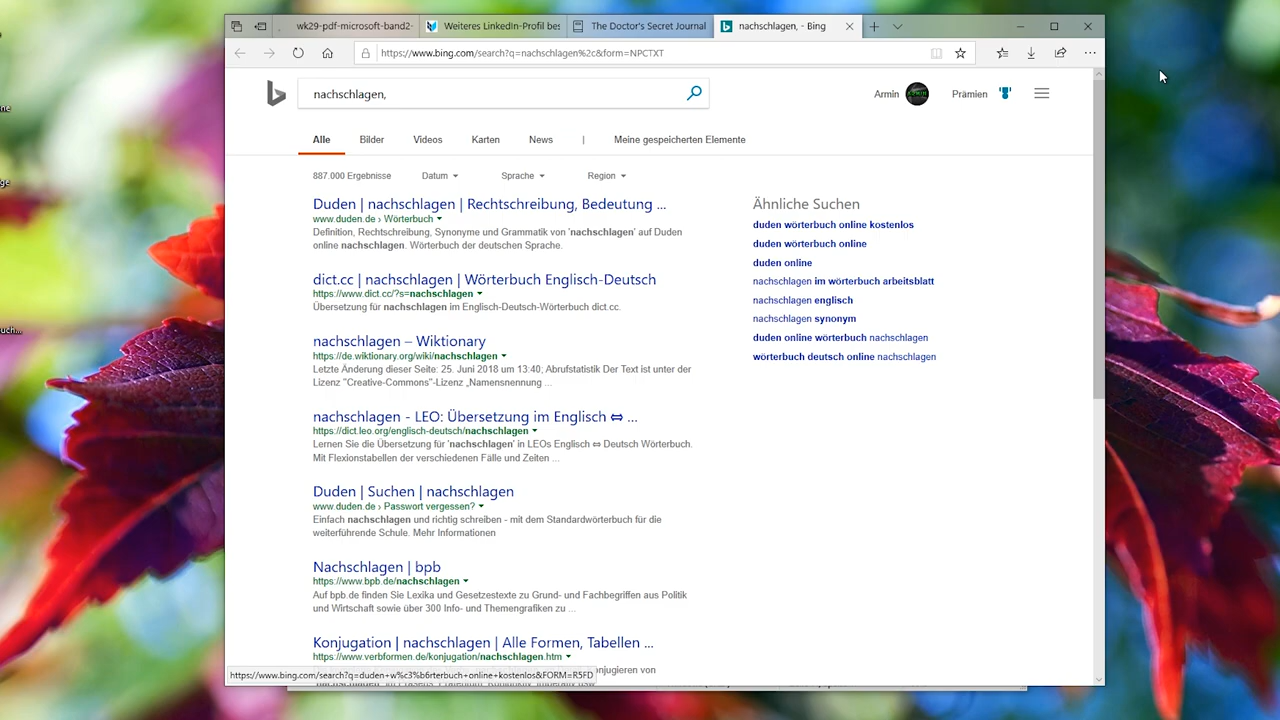 wk29-pdf-microsoft-band2-
Weiteres LinkedIn-Profil bes
The Doctor's Secret Journal
nachschlagen, - Bing
https://www.bing.com/search?q=nachschlagen%2c&form=NPCTXT
nachschlagen,
Armin
Prämien
Alle Bilder Videos Karten News | Meine gespeicherten Elemente
887.000 Ergebnisse Datum Sprache Region
Duden | nachschlagen | Rechtschreibung, Bedeutung ...
www.duden.de › Wörterbuch
Definition, Rechtschreibung, Synonyme und Grammatik von 'nachschlagen' auf Duden
online nachschlagen. Wörterbuch der deutschen Sprache.
dict.cc | nachschlagen | Wörterbuch Englisch-Deutsch
https://www.dict.cc/?s=nachschlagen
Übersetzung für nachschlagen im Englisch-Deutsch-Wörterbuch dict.cc.
nachschlagen – Wiktionary
https://de.wiktionary.org/wiki/nachschlagen
Letzte Änderung dieser Seite: 25. Juni 2018 um 13:40; Abrufstatistik Der Text ist unter der
Lizenz "Creative-Commons"-Lizenz „Namensnennung ...
nachschlagen - LEO: Übersetzung im Englisch ⇔ ...
https://dict.leo.org/englisch-deutsch/nachschlagen
Lernen Sie die Übersetzung für 'nachschlagen' in LEOs Englisch ⇔ Deutsch Wörterbuch.
Mit Flexionstabellen der verschiedenen Fälle und Zeiten ...
Duden | Suchen | nachschlagen
www.duden.de › Passwort vergessen?
Einfach nachschlagen und richtig schreiben - mit dem Standardwörterbuch für die
weiterführende Schule. Mehr Informationen
Nachschlagen | bpb
https://www.bpb.de/nachschlagen
Auf bpb.de finden Sie Lexika und Gesetzestexte zu Grund- und Fachbegriffen aus Politik
und Wirtschaft sowie über 300 Info- und Themengrafiken zu ...
Konjugation | nachschlagen | Alle Formen, Tabellen ...
https://www.verbformen.de/konjugation/nachschlagen.htm
onjugieren von
Ähnliche Suchen
duden wörterbuch online kostenlos
duden wörterbuch online
duden online
nachschlagen im wörterbuch arbeitsblatt
nachschlagen englisch
nachschlagen synonym
duden online wörterbuch nachschlagen
wörterbuch deutsch online nachschlagen
https://www.bing.com/search?q=duden+w%c3%b6rterbuch+online+kostenlos&FORM=R5FD